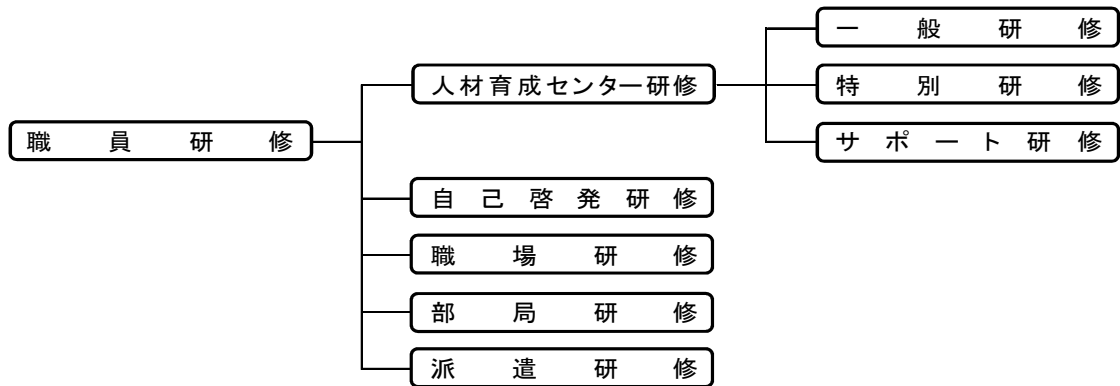 職員研修
人材育成センター研修
一般研修
特別研修
サポート研修
自己啓発研修
職場研修
部局研修
派遣研修